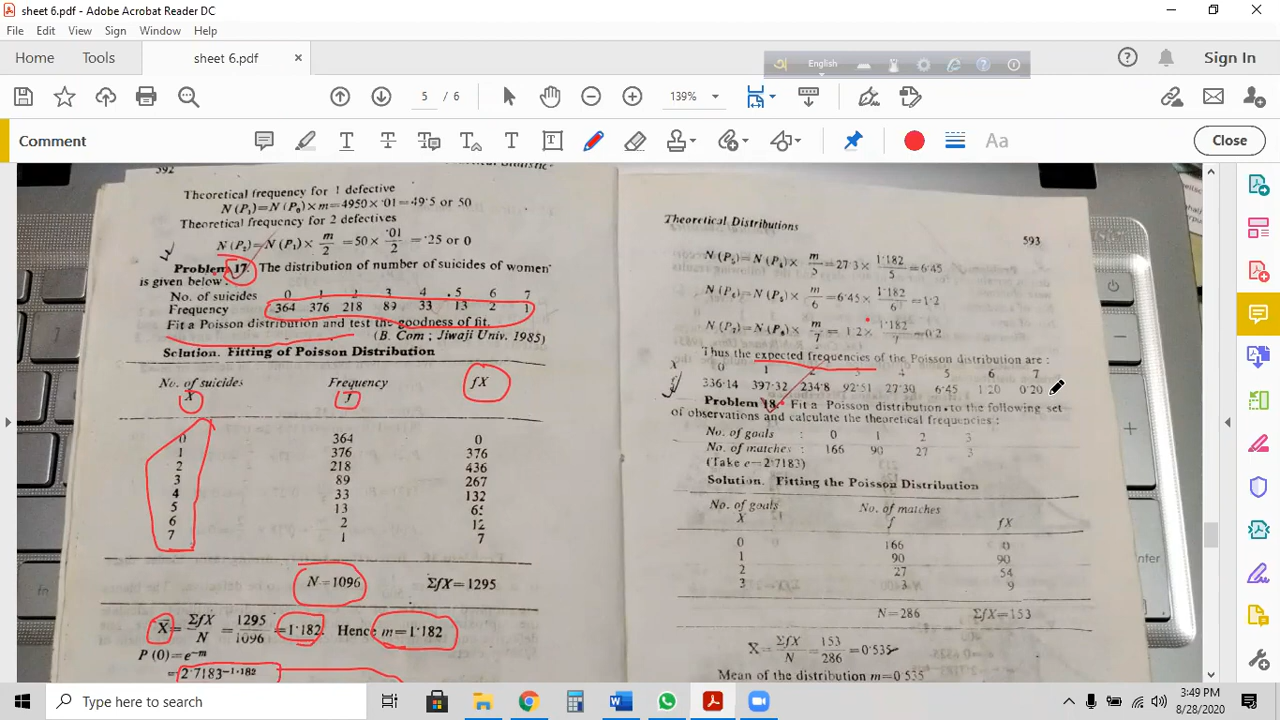 sheet 6.pdf - Adobe Acrobat Reader DC
File Edit View Sign Window Help
Home Tools sheet 6.pdf
English
Sign In
5 / 6
139%
Comment
Close
592
Theoretical frequency for 1 defective
N (P₁)=N (P₀)×m=4950 ×·01=49·5 or 50
Theoretical frequency for 2 defectives
N (P₂)=N (P₁)× m/2 =50× ·01/2 =·25 or 0
Problem 17. The distribution of number of suicides of women
is given below :
No. of suicides 0 1 2 3 4 5 6 7
Frequency 364 376 218 89 33 13 2 1
Fit a Poisson distribution and test the goodness of fit.
(B. Com ; Jiwaji Univ. 1985)
Solution. Fitting of Poisson Distribution
No. of suicides Frequency fX
X f
0 364 0
1 376 376
2 218 436
3 89 267
4 33 132
5 13 65
6 2 12
7 1 7
N=1096 ΣfX=1295
X̄= ΣfX/N = 1295/1096 =1·182. Hence m=1·182
P (0)=e⁻ᵐ
= 2·7183⁻¹·¹⁸²
Theoretical Distributions
593
N (P₅)=N (P₄)× m/5 =27·3× 1·182/5 =6·45
N (P₆)=N (P₅)× m/6 =6·45× 1·182/6 =1·2
N (P₇)=N (P₆)× m/7 =1·2× 1·182/7 =0·2
Thus the expected frequencies of the Poisson distribution are :
X 0 1 2 3 4 5 6 7
f 336·14 397·32 234·8 92·51 27·30 6·45 1·20 0·20
Problem 18. Fit a Poisson distribution to the following set
of observations and calculate the theoretical frequencies :
No. of goals : 0 1 2 3
No. of matches : 166 90 27 3
(Take e=2·7183)
Solution. Fitting the Poisson Distribution
No. of goals No. of matches
X f fX
0 166 0
1 90 90
2 27 54
3 3 9
N=286 ΣfX=153
X̄= ΣfX/N = 153/286 =0·535
Mean of the distribution m=0·535
enter
Type here to search
3:49 PM
8/28/2020